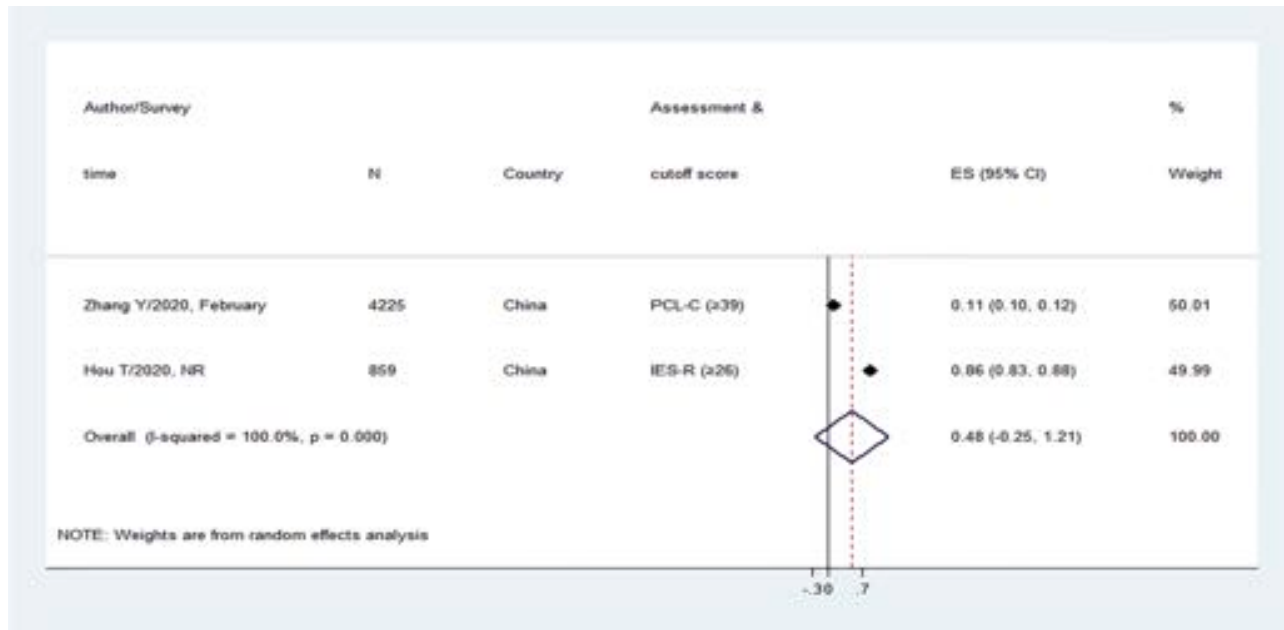 Author/Survey Assessment & %
time N Country cutoff score ES (95% CI) Weight
Zhang Y/2020, February 4225 China PCL-C (≥39) 0.11 (0.10, 0.12) 50.01
Hou T/2020, NR 859 China IES-R (≥26) 0.86 (0.83, 0.88) 49.99
Overall (I-squared = 100.0%, p = 0.000) 0.48 (-0.25, 1.21) 100.00
NOTE: Weights are from random effects analysis
-.3 0 .7